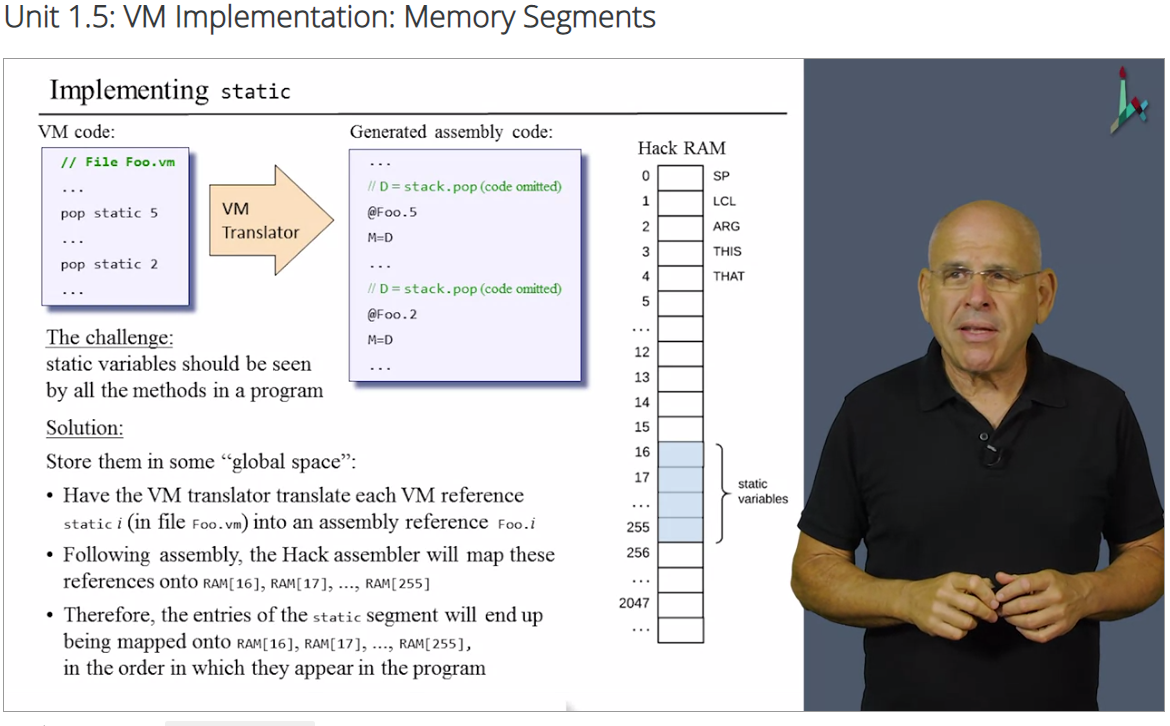 Unit 1.5: VM Implementation: Memory Segments
Implementing static
VM code:
// File Foo.vm
...
pop static 5
...
pop static 2
...
VM
Translator
Generated assembly code:
...
// D = stack.pop (code omitted)
@Foo.5
M=D
...
// D = stack.pop (code omitted)
@Foo.2
M=D
...
The challenge:
static variables should be seen
by all the methods in a program
Solution:
Store them in some “global space”:
• Have the VM translator translate each VM reference
static i (in file Foo.vm) into an assembly reference Foo.i
• Following assembly, the Hack assembler will map these
references onto RAM[16], RAM[17], ..., RAM[255]
• Therefore, the entries of the static segment will end up
being mapped onto RAM[16], RAM[17], ..., RAM[255],
in the order in which they appear in the program
Hack RAM
0 SP
1 LCL
2 ARG
3 THIS
4 THAT
5
...
12
13
14
15
16
17
...
255
256
...
2047
...
static
variables